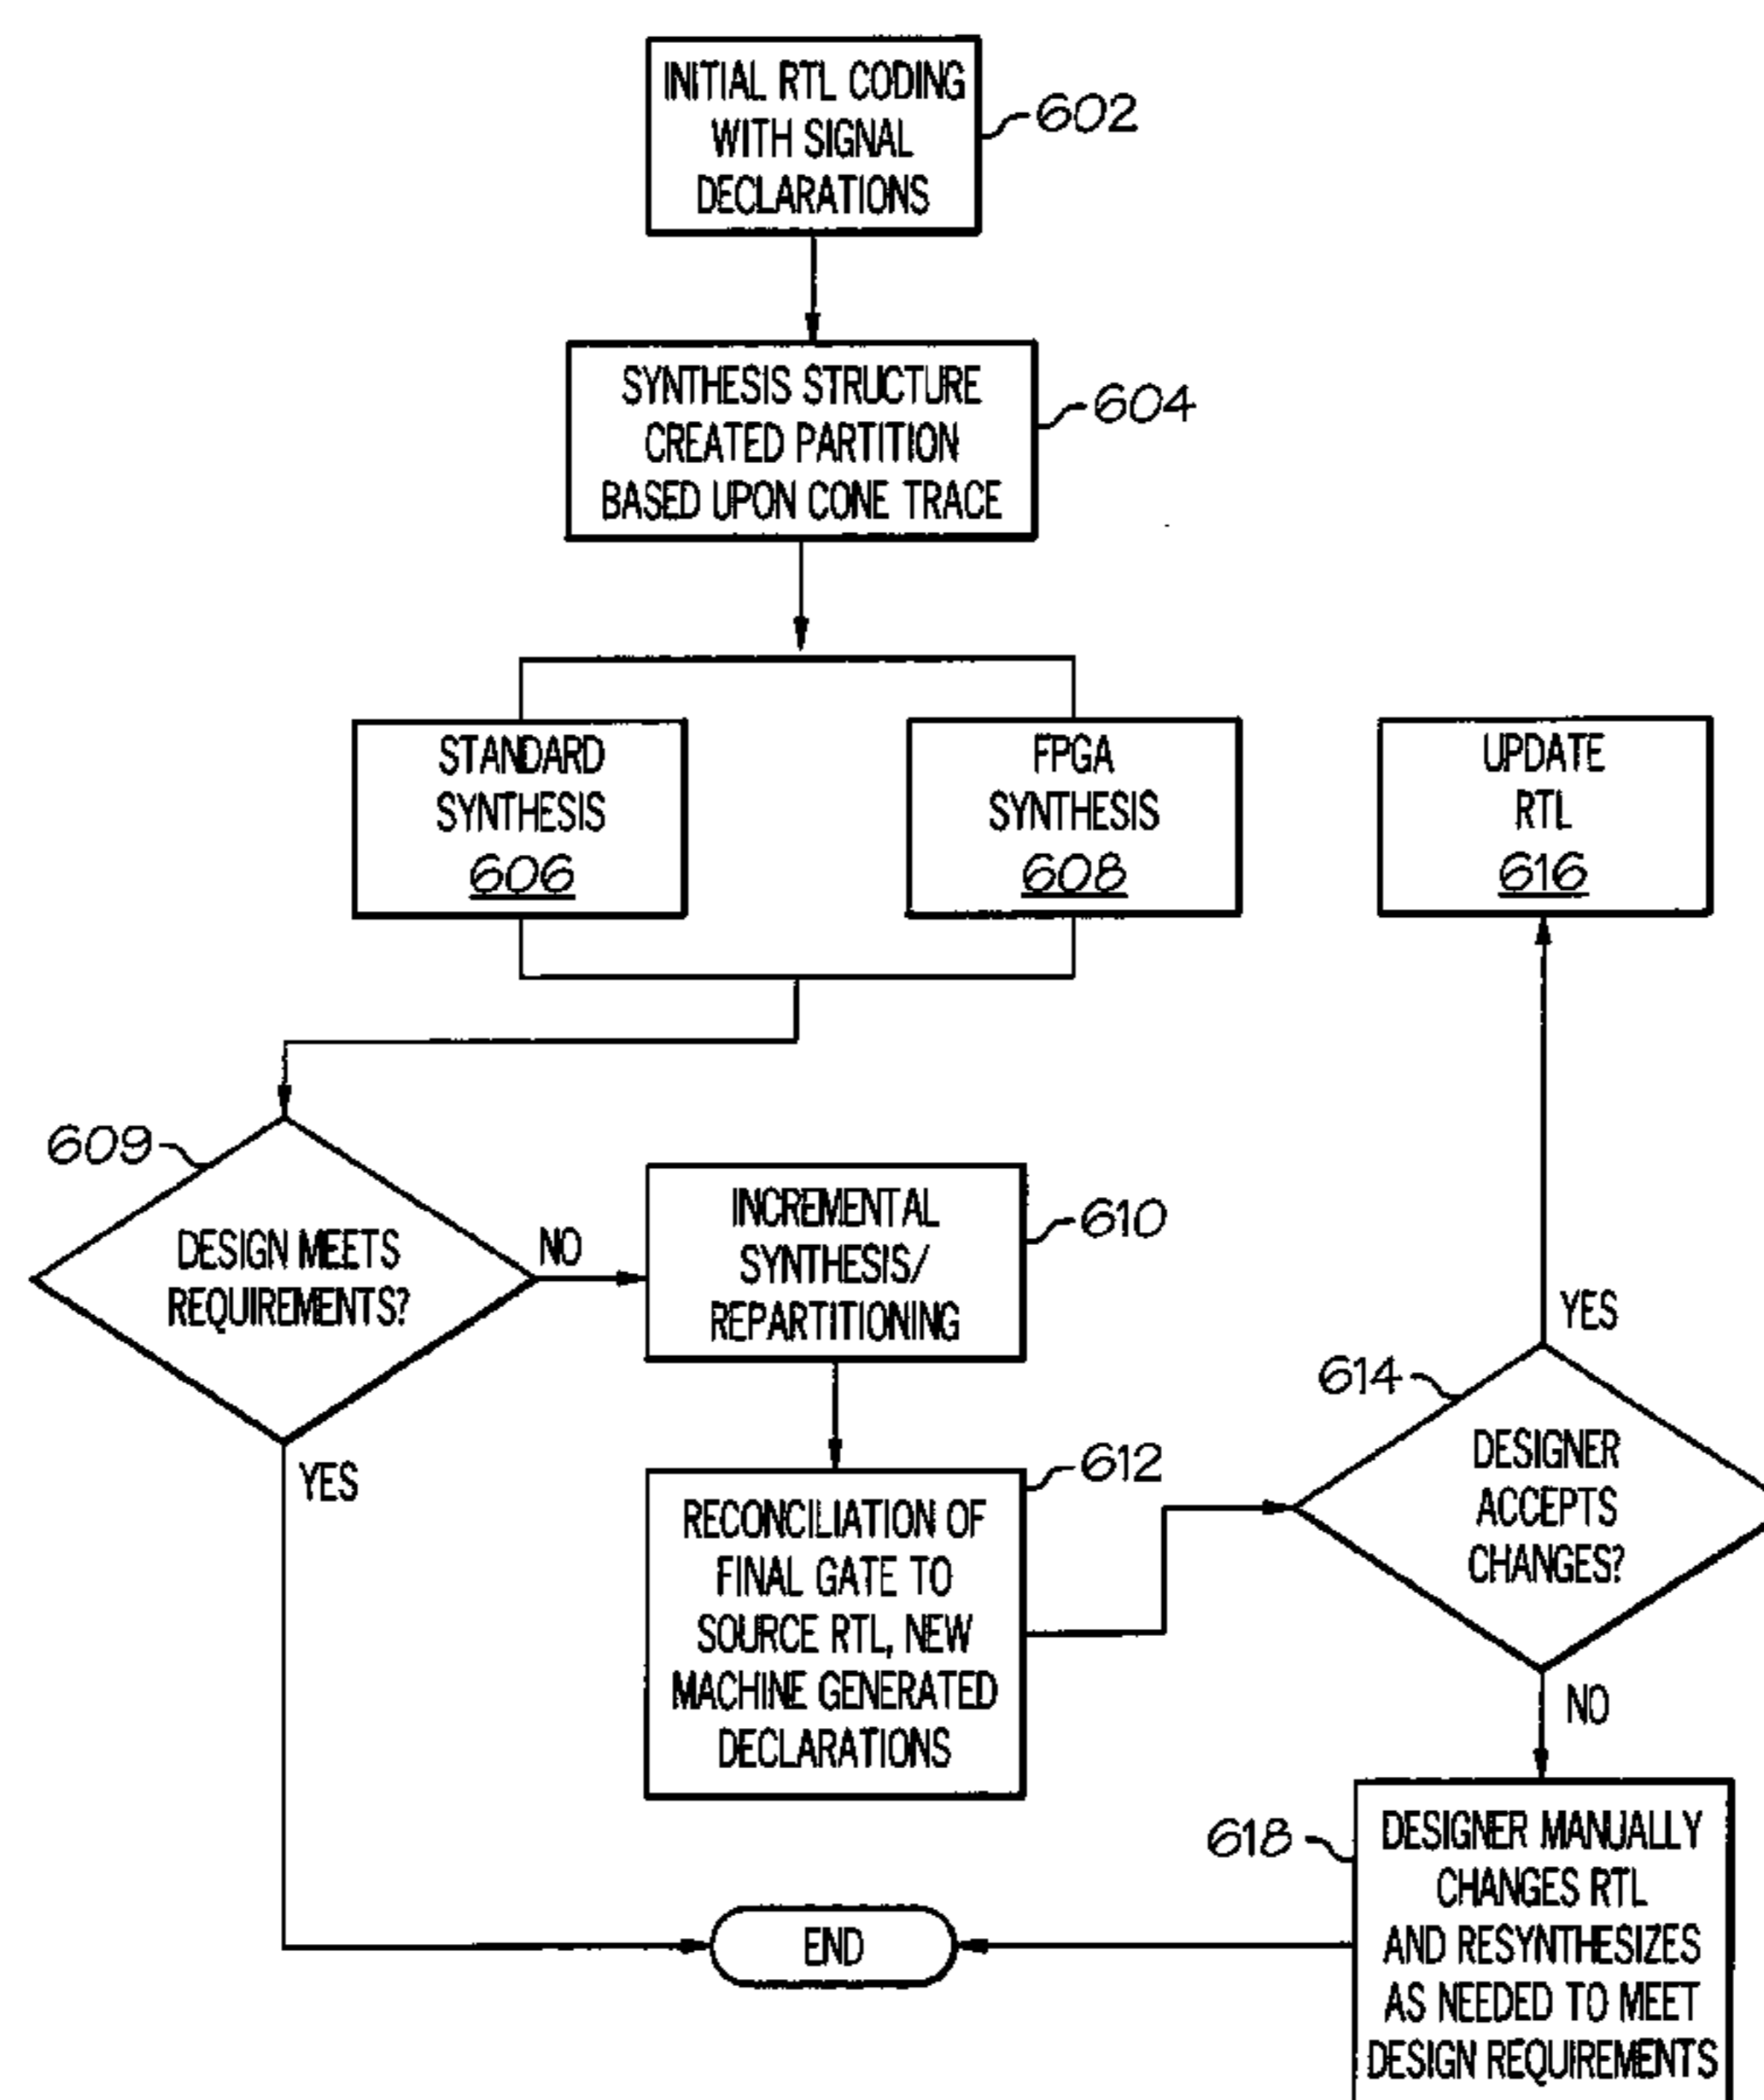 INITIAL RTL CODING
WITH SIGNAL
DECLARATIONS
602
SYNTHESIS STRUCTURE
CREATED PARTITION
BASED UPON CONE TRACE
604
STANDARD
SYNTHESIS
606
FPGA
SYNTHESIS
608
UPDATE
RTL
616
609
DESIGN MEETS
REQUIREMENTS?
NO
YES
INCREMENTAL
SYNTHESIS/
REPARTITIONING
610
RECONCILIATION OF
FINAL GATE TO
SOURCE RTL, NEW
MACHINE GENERATED
DECLARATIONS
612
614
DESIGNER
ACCEPTS
CHANGES?
YES
NO
618
DESIGNER MANUALLY
CHANGES RTL
AND RESYNTHESIZES
AS NEEDED TO MEET
DESIGN REQUIREMENTS
END